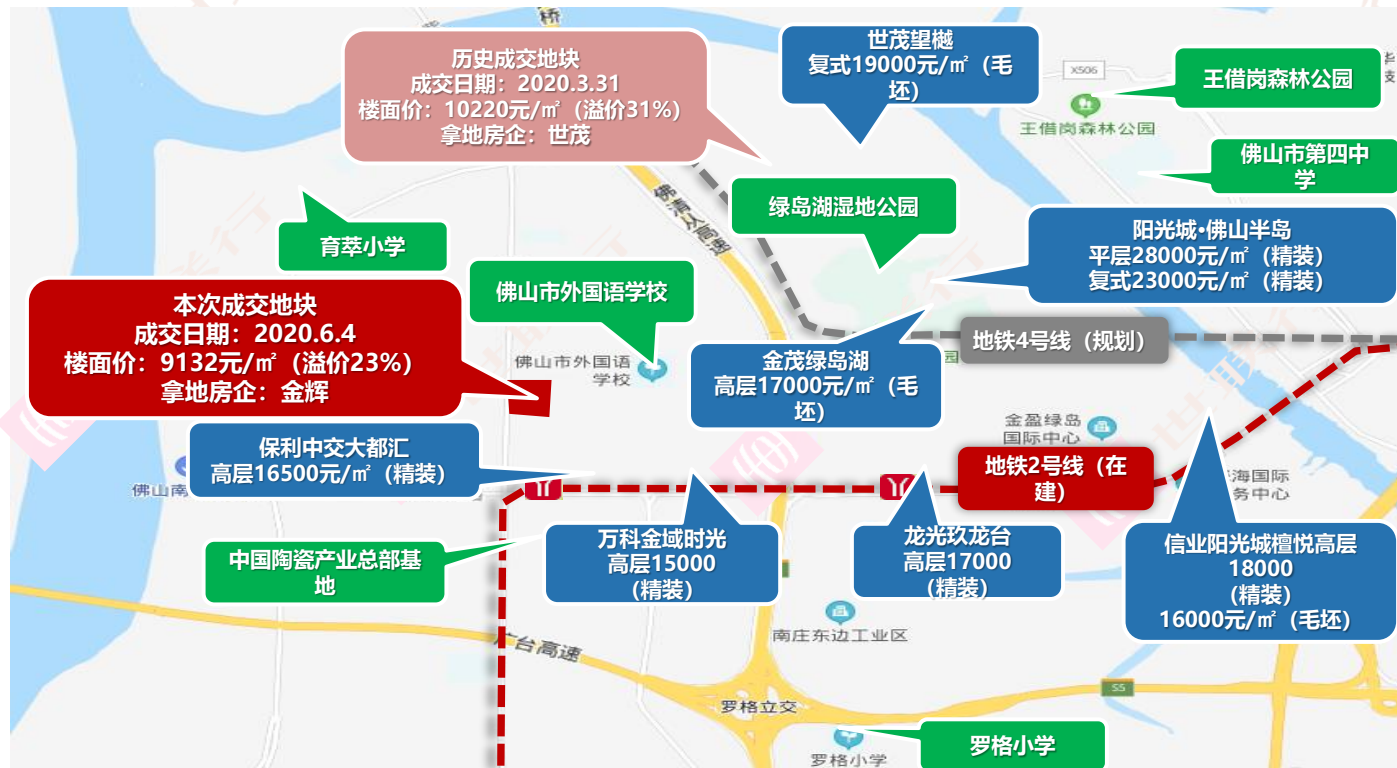 桥
历史成交地块
成交日期：2020.3.31
楼面价：10220元/㎡（溢价31%）
拿地房企：世茂
世茂望樾
复式19000元/㎡（毛
坯）
X506
王借岗森林公园
王借岗森林公园
佛山市第四中
学
佛清从高速
绿岛湖湿地公园
育萃小学
阳光城•佛山半岛
平层28000元/㎡（精装）
复式23000元/㎡（精装）
佛山市外国语学校
本次成交地块
成交日期：2020.6.4
楼面价：9132元/㎡（溢价23%）
拿地房企：金辉
佛山市外国语
学校
地铁4号线（规划）
园
金茂绿岛湖
高层17000元/㎡（毛
坯）
金盈绿岛
国际中心
保利中交大都汇
高层16500元/㎡（精装）
佛山南
地铁2号线（在
建）
海国际
务中心
中国陶瓷产业总部基
地
万科金域时光
高层15000
（精装）
龙光玖龙台
高层17000
（精装）
信业阳光城檀悦高层
18000
（精装）
16000元/㎡（毛坯）
南庄东边工业区
广台高速
S5
罗格立交
罗格小学
罗格小学